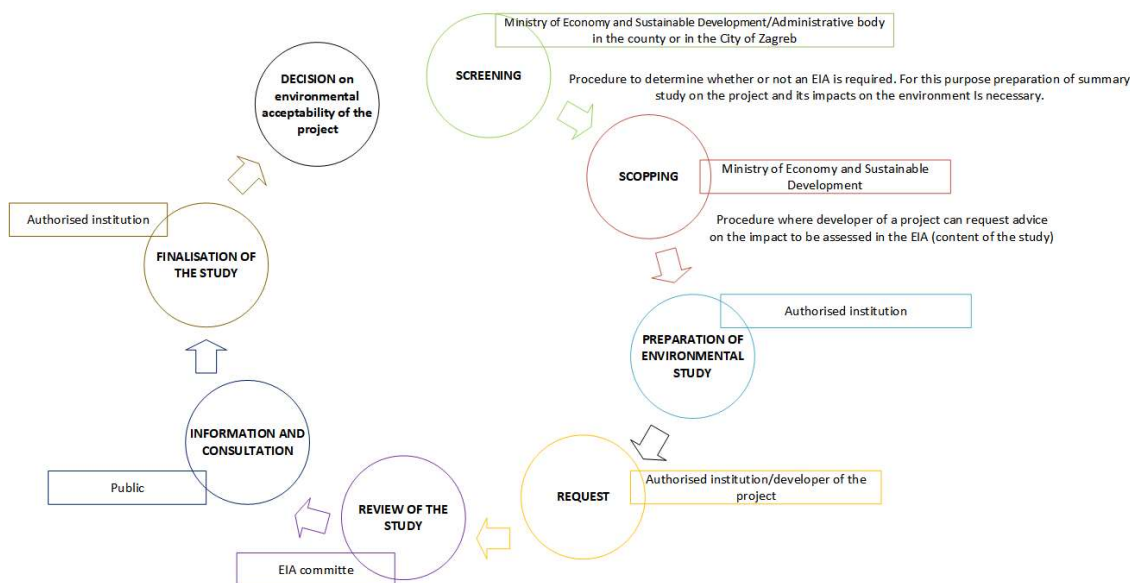 Ministry of Economy and Sustainable Development/Administrative body
in the county or in the City of Zagreb
SCREENING
Procedure to determine whether or not an EIA is required. For this purpose preparation of summary
study on the project and its impacts on the environment Is necessary.
SCOPPING
Ministry of Economy and Sustainable
Development
Procedure where developer of a project can request advice
on the impact to be assessed in the EIA (content of the study)
Authorised institution
PREPARATION OF
ENVIRONMENTAL
STUDY
Authorised institution/developer of the
project
REQUEST
REVIEW OF THE
STUDY
EIA committe
INFORMATION AND
CONSULTATION
Public
Authorised institution
FINALISATION OF
THE STUDY
DECISION on
environmental
acceptability of the
project